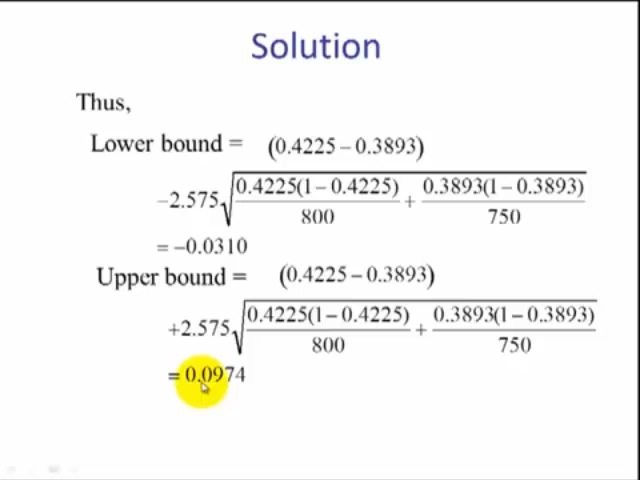 Solution
Thus,
Lower bound = (0.4225 – 0.3893)
–2.575√(0.4225(1 – 0.4225)/800 + 0.3893(1 – 0.3893)/750)
= –0.0310
Upper bound = (0.4225 – 0.3893)
+2.575√(0.4225(1 – 0.4225)/800 + 0.3893(1 – 0.3893)/750)
= 0.0974